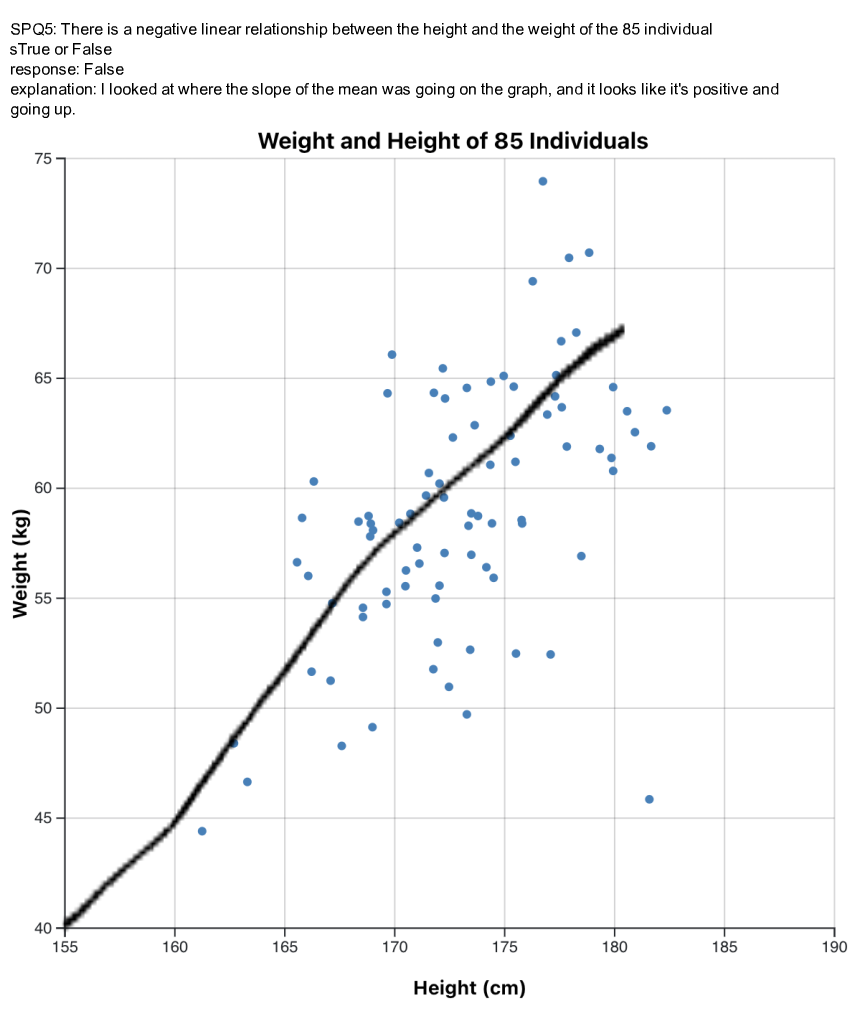 SPQ5: There is a negative linear relationship between the height and the weight of the 85 individual
sTrue or False
response: False
explanation: I looked at where the slope of the mean was going on the graph, and it looks like it's positive and
going up.
Weight and Height of 85 Individuals
75
70
65
60
55
50
45
40
Weight (kg)
155 160 165 170 175 180 185 190
Height (cm)